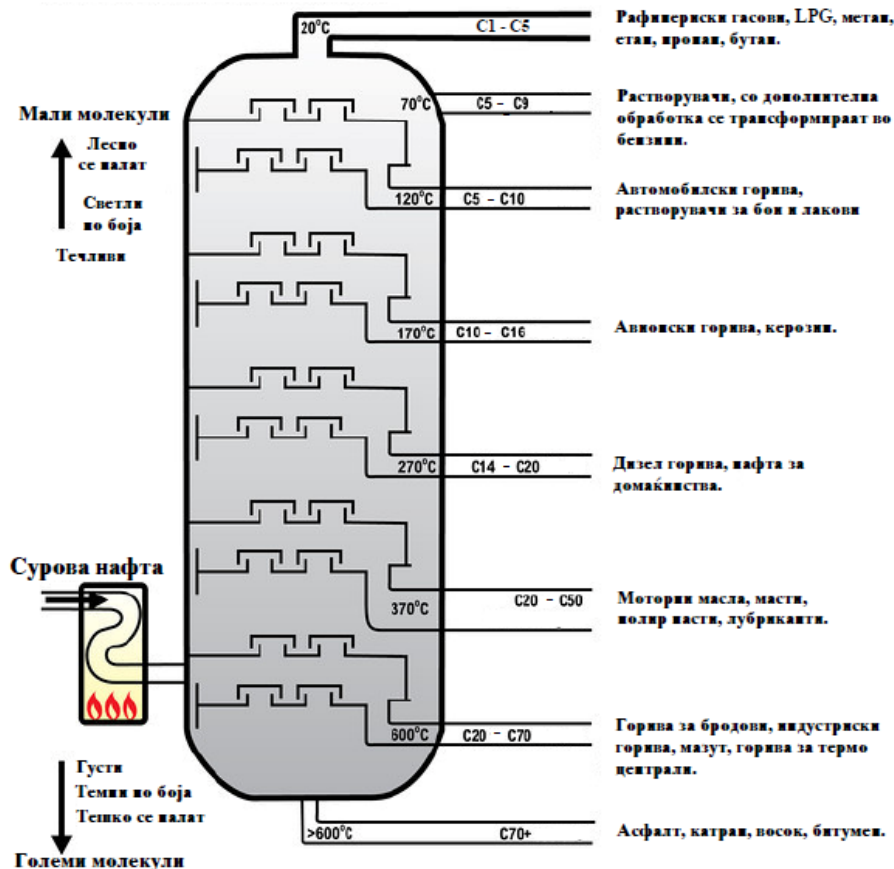 20°C
C1 - C5
Рафинериски гасови, LPG, метан,
етан, пропан, бутан.
70°C
C5 – C9
Растворувачи, со дополнителна
обработка се трансформираат во
бензини.
Мали молекули
Лесно
се палат
Светли
по боја
Течливи
120°C
C5 – C10
Автомобилски горива,
растворувачи за бои и лакови
170°C
C10 – C16
Авионски горива, керозин.
270°C
C14 – C20
Дизел горива, нафта за
домаќинства.
Сурова нафта
370°C
C20 – C50
Моторни масла, масти,
полир пасти, лубриканти.
600°C
C20 – C70
Горива за бродови, индустриски
горива, мазут, горива за термо
централи.
Густи
Темни по боја
Тешко се палат
Големи молекули
>600°C
C70+
Асфалт, катран, восок, битумен.